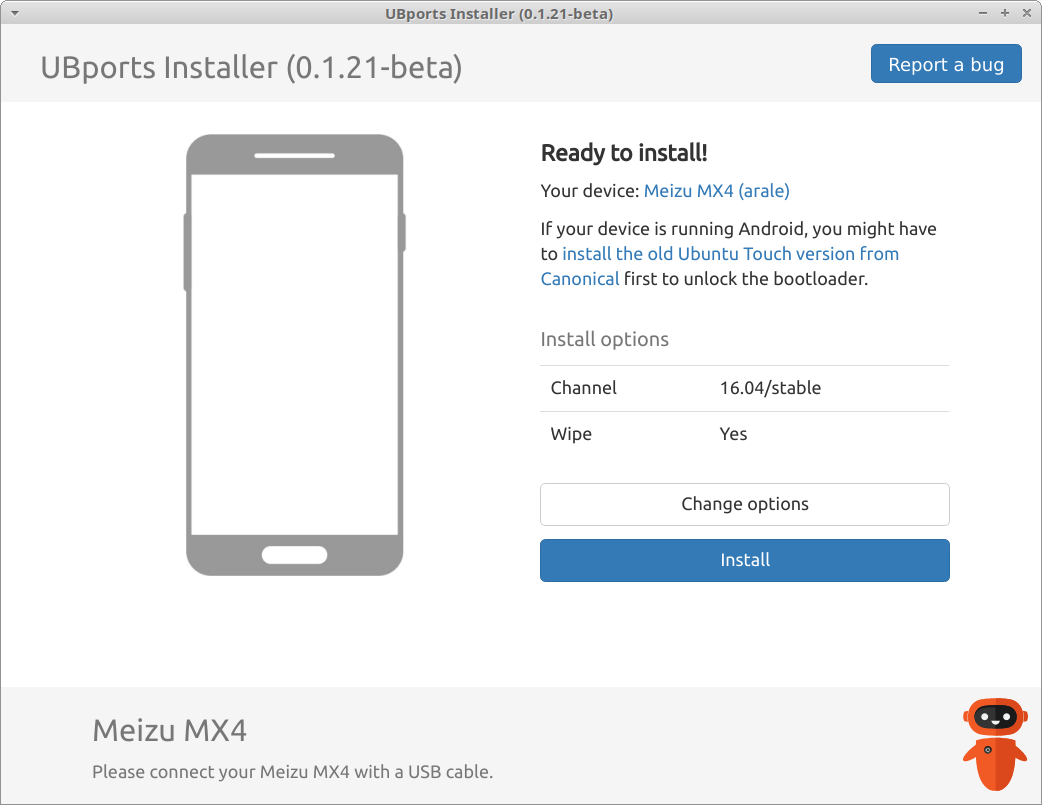 UBports Installer (0.1.21-beta)
UBports Installer (0.1.21-beta)
Report a bug
Ready to install!
Your device: Meizu MX4 (arale)
If your device is running Android, you might have
to install the old Ubuntu Touch version from
Canonical first to unlock the bootloader.
Install options
Channel 16.04/stable
Wipe Yes
Change options
Install
Meizu MX4
Please connect your Meizu MX4 with a USB cable.